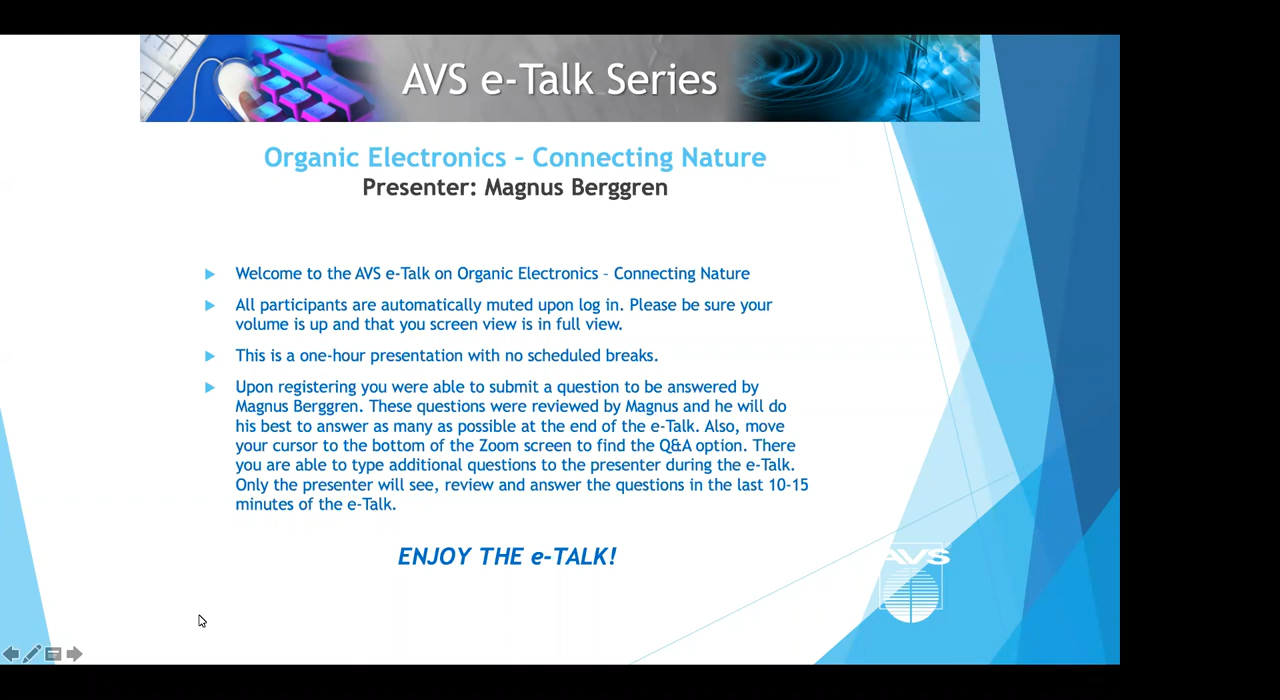 AVS e-Talk Series
Organic Electronics – Connecting Nature
Presenter: Magnus Berggren
Welcome to the AVS e-Talk on Organic Electronics – Connecting Nature
All participants are automatically muted upon log in. Please be sure your
volume is up and that you screen view is in full view.
This is a one-hour presentation with no scheduled breaks.
Upon registering you were able to submit a question to be answered by
Magnus Berggren. These questions were reviewed by Magnus and he will do
his best to answer as many as possible at the end of the e-Talk. Also, move
your cursor to the bottom of the Zoom screen to find the Q&A option. There
you are able to type additional questions to the presenter during the e-Talk.
Only the presenter will see, review and answer the questions in the last 10-15
minutes of the e-Talk.
ENJOY THE e-TALK!
AVS